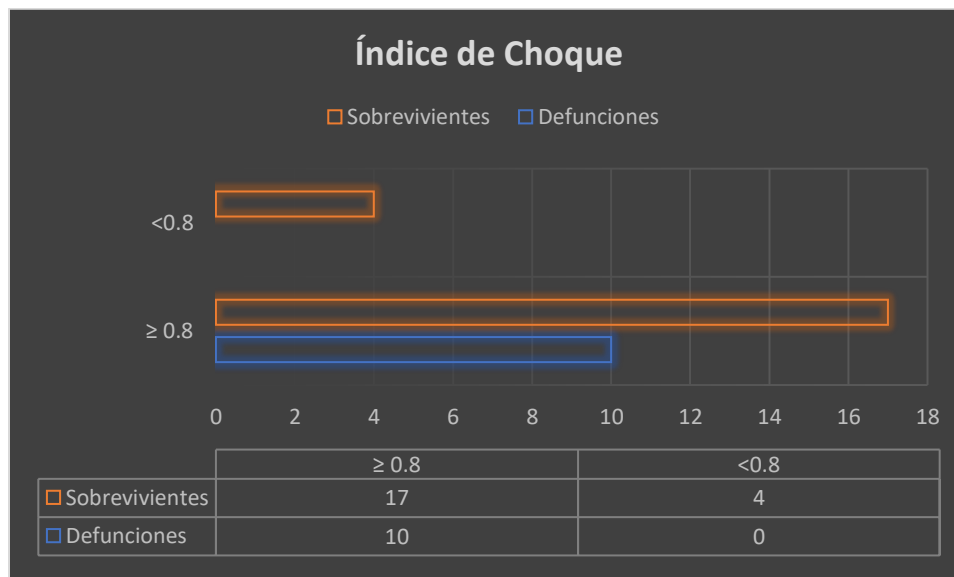 Índice de Choque
Sobrevivientes Defunciones
<0.8
≥ 0.8
0 2 4 6 8 10 12 14 16 18
≥ 0.8 <0.8
Sobrevivientes 17 4
Defunciones 10 0